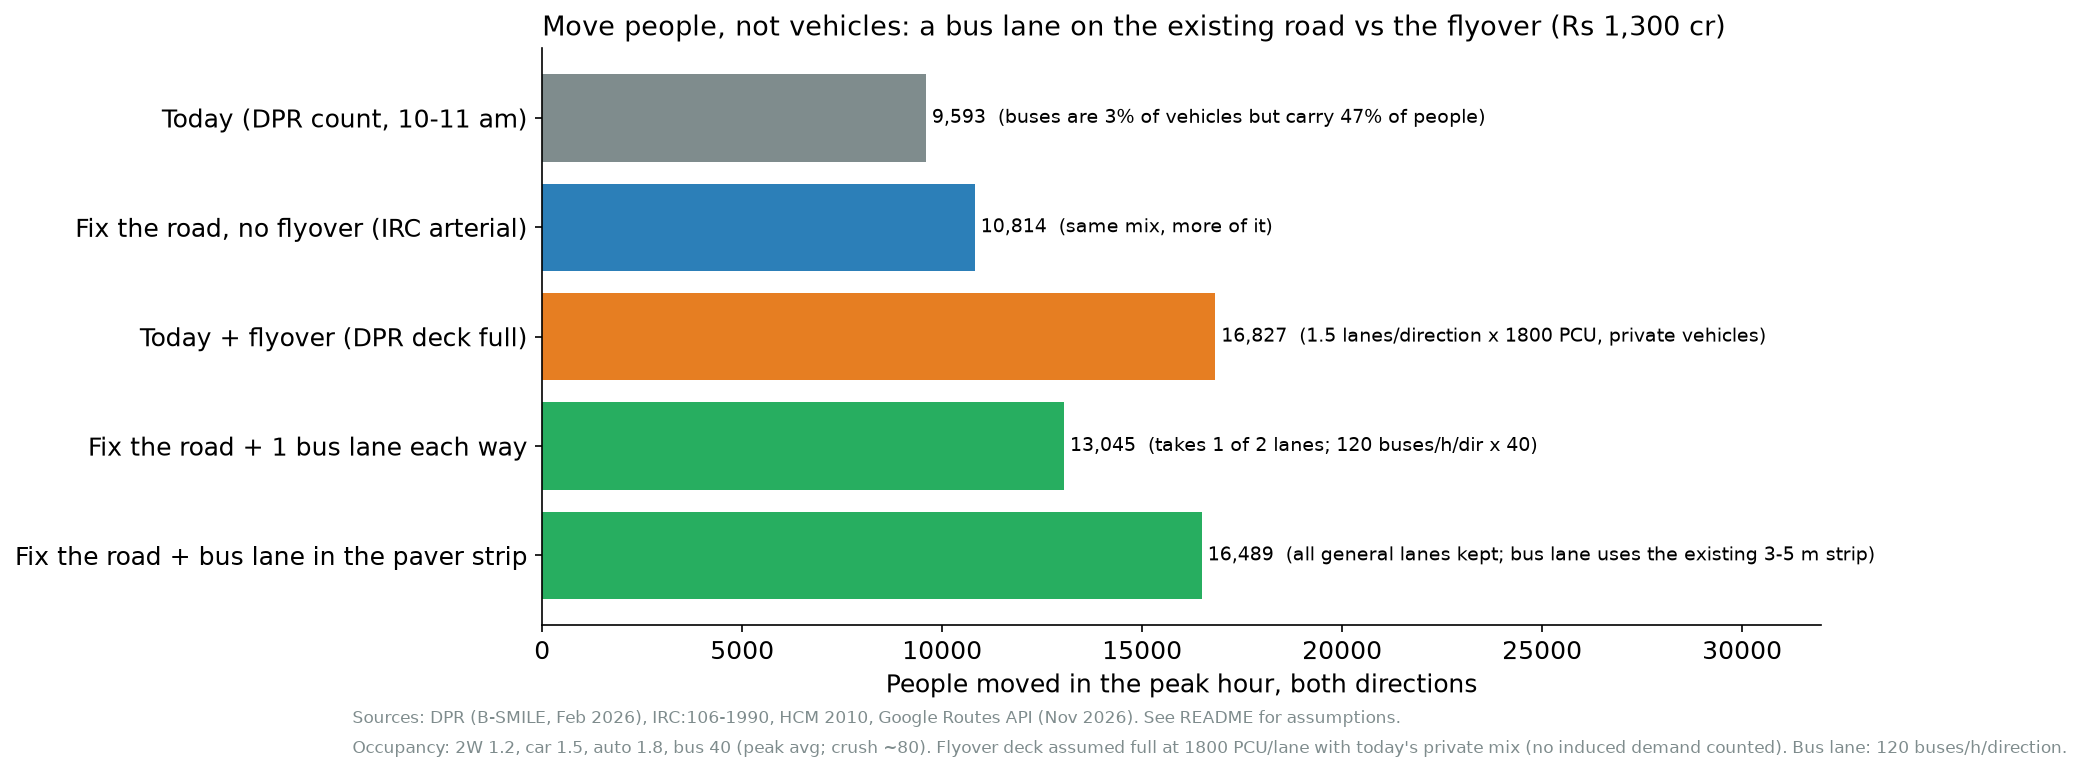 Move people, not vehicles: a bus lane on the existing road vs the flyover (Rs 1,300 cr)
Today (DPR count, 10-11 am)
9,593 (buses are 3% of vehicles but carry 47% of people)
Fix the road, no flyover (IRC arterial)
10,814 (same mix, more of it)
Today + flyover (DPR deck full)
16,827 (1.5 lanes/direction x 1800 PCU, private vehicles)
Fix the road + 1 bus lane each way
13,045 (takes 1 of 2 lanes; 120 buses/h/dir x 40)
Fix the road + bus lane in the paver strip
16,489 (all general lanes kept; bus lane uses the existing 3-5 m strip)
0 5000 10000 15000 20000 25000 30000
People moved in the peak hour, both directions
Sources: DPR (B-SMILE, Feb 2026), IRC:106-1990, HCM 2010, Google Routes API (Nov 2026). See README for assumptions.
Occupancy: 2W 1.2, car 1.5, auto 1.8, bus 40 (peak avg; crush ~80). Flyover deck assumed full at 1800 PCU/lane with today's private mix (no induced demand counted). Bus lane: 120 buses/h/direction.